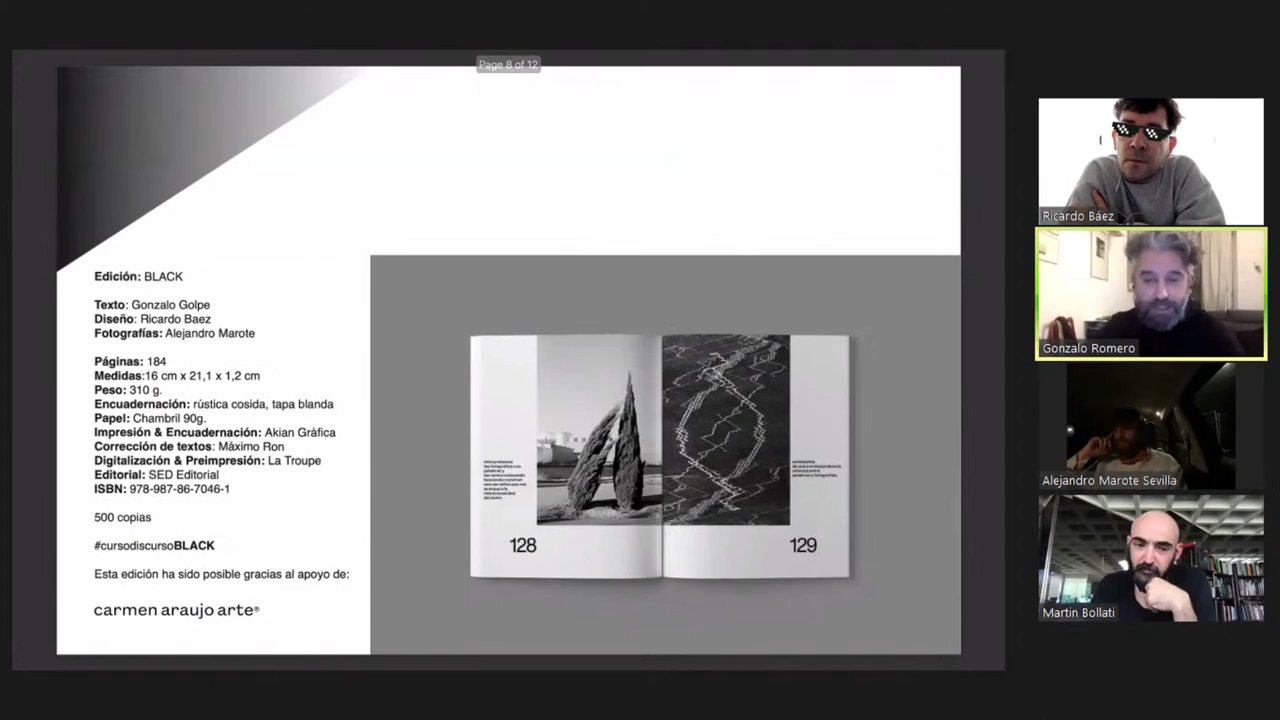 Page 8 of 12
Edición: BLACK
Texto: Gonzalo Golpe
Diseño: Ricardo Baez
Fotografías: Alejandro Marote
Páginas: 184
Medidas:16 cm x 21,1 x 1,2 cm
Peso: 310 g.
Encuadernación: rústica cosida, tapa blanda
Papel: Chambril 90g.
Impresión & Encuadernación: Akian Gráfica
Corrección de textos: Máximo Ron
Digitalización & Preimpresión: La Troupe
Editorial: SED Editorial
ISBN: 978-987-86-7046-1
500 copias
#cursodiscursoBLACK
Esta edición ha sido posible gracias al apoyo de:
carmen araujo arte®
128
129
Ricardo Báez
Gonzalo Romero
Alejandro Marote Sevilla
Martin Bollati